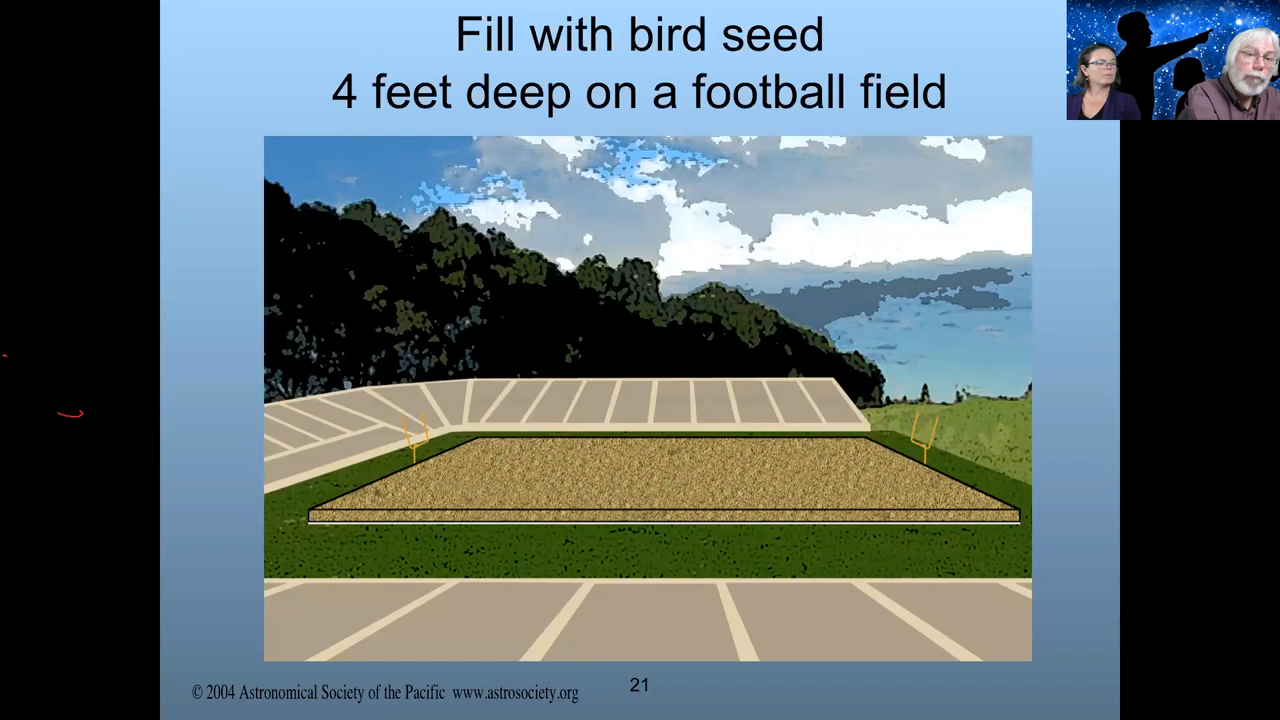 Fill with bird seed
4 feet deep on a football field
© 2004 Astronomical Society of the Pacific www.astrosociety.org
21